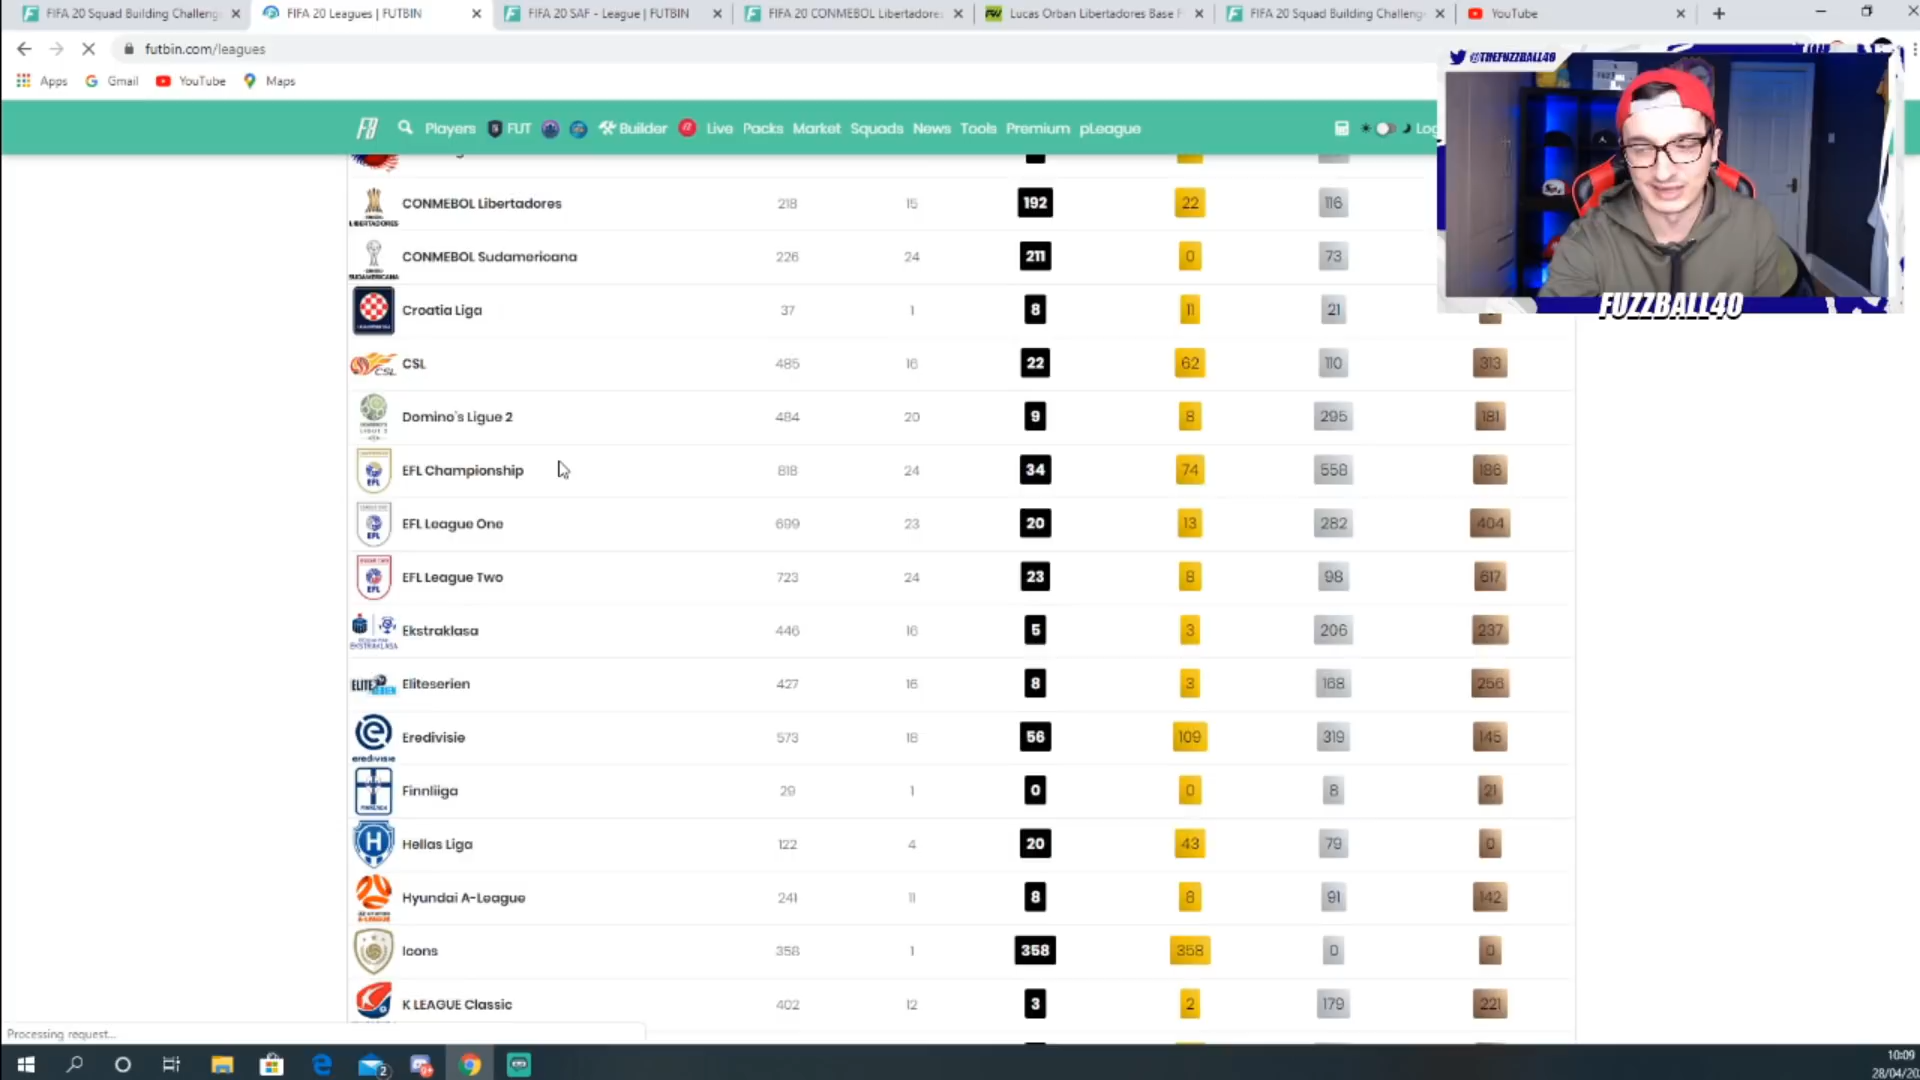 FIFA 20 Squad Building Challeng
FIFA 20 Leagues | FUTBIN
FIFA 20 SAF - League | FUTBIN
FIFA 20 CONMEBOL Libertadore
Lucas Orban Libertadores Base F
FIFA 20 Squad Building Challeng
YouTube
futbin.com/leagues
Apps
Gmail
YouTube
Maps
@THEFUZZBALL40
Players
FUT
Builder
Live
Packs
Market
Squads
News
Tools
Premium
pLeague
FUZZBALL40
CONMEBOL Libertadores 218 15 192 22 116
CONMEBOL Sudamericana 226 24 211 0 73
Croatia Liga 37 1 8 11 21
CSL 485 16 22 62 110 313
Domino's Ligue 2 484 20 9 8 295 181
EFL Championship 818 24 34 74 558 186
EFL League One 699 23 20 13 282 404
EFL League Two 723 24 23 8 98 617
Ekstraklasa 446 16 5 3 206 237
Eliteserien 427 16 8 3 168 256
Eredivisie 573 18 56 109 319 145
Finnliiga 29 1 0 0 8 21
Hellas Liga 122 4 20 43 79 0
Hyundai A-League 241 11 8 8 91 142
Icons 358 1 358 358 0 0
K LEAGUE Classic 402 12 3 2 179 221
Processing request...
10:09
28/04/20